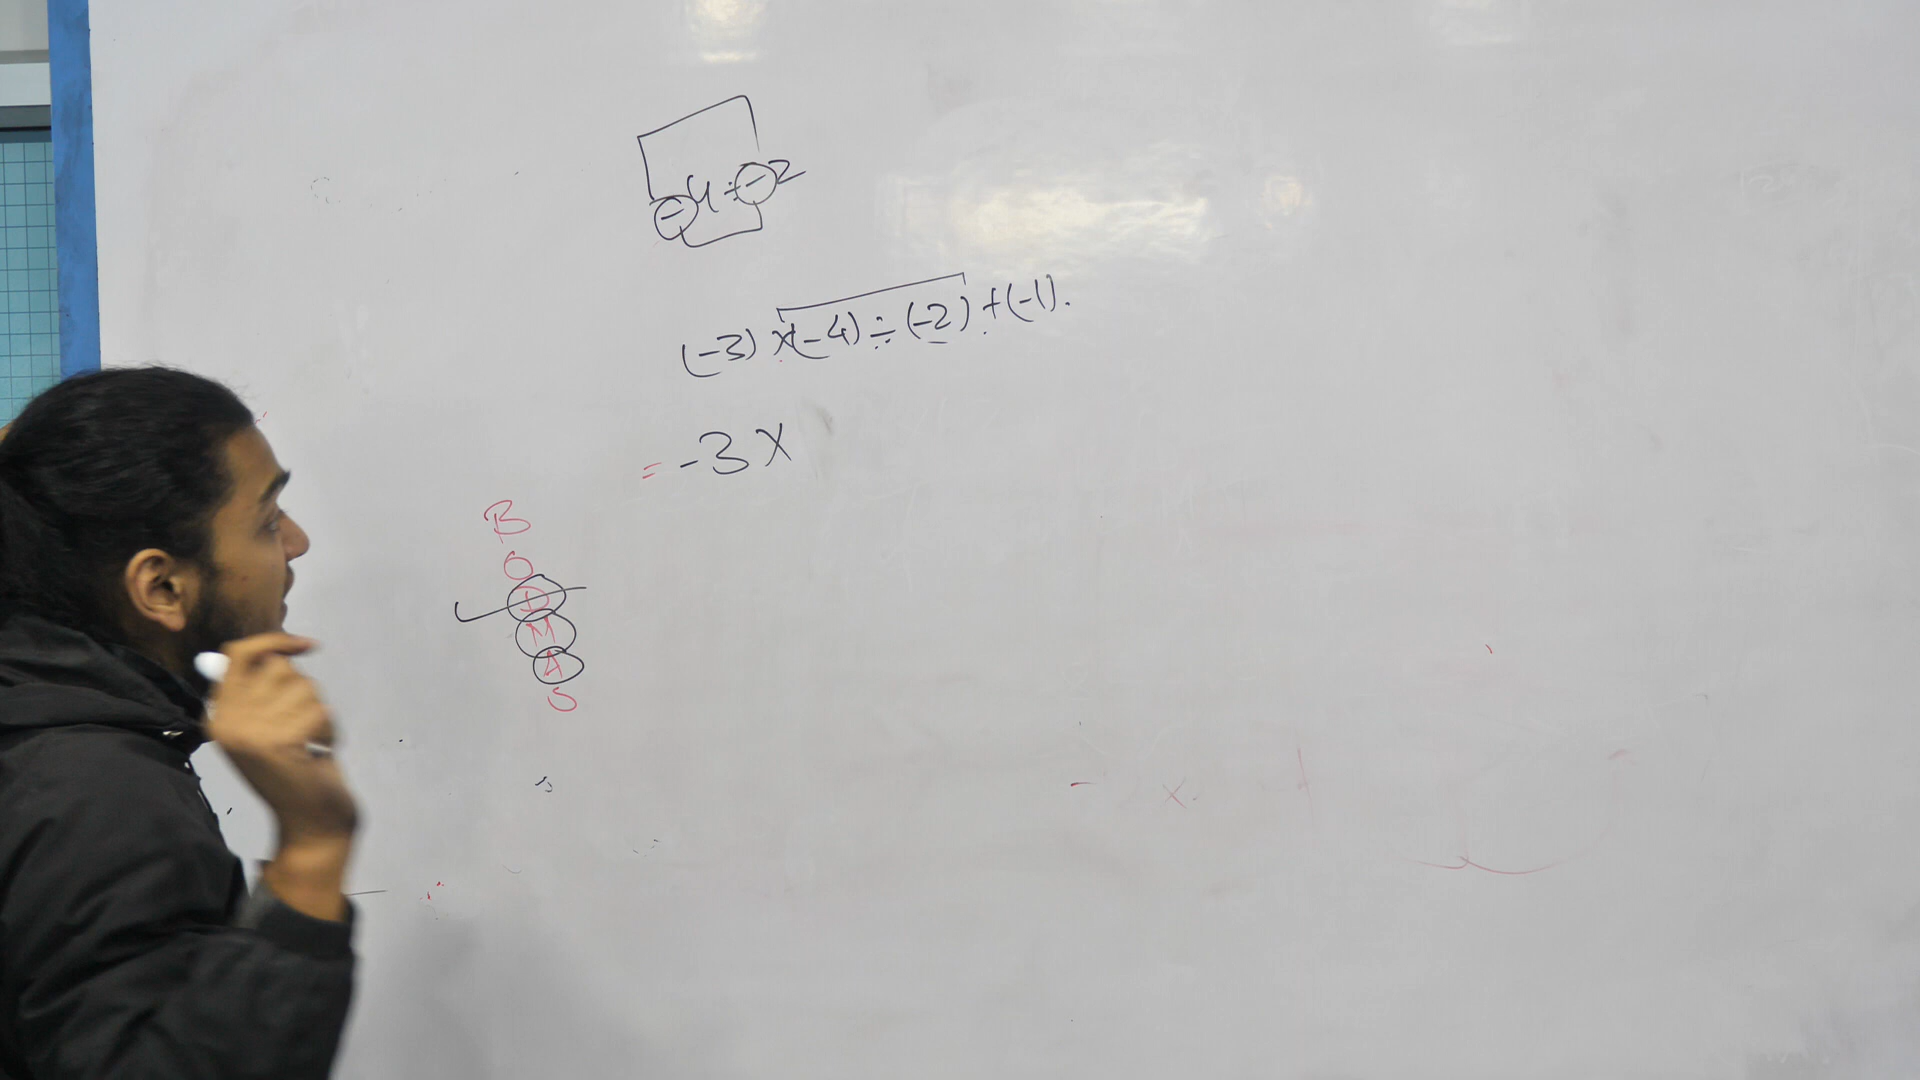 -4 ÷ -2
(-3) x(-4) ÷ (-2) + (-1).
= -3 x
B
O
D
M
A
S
- x